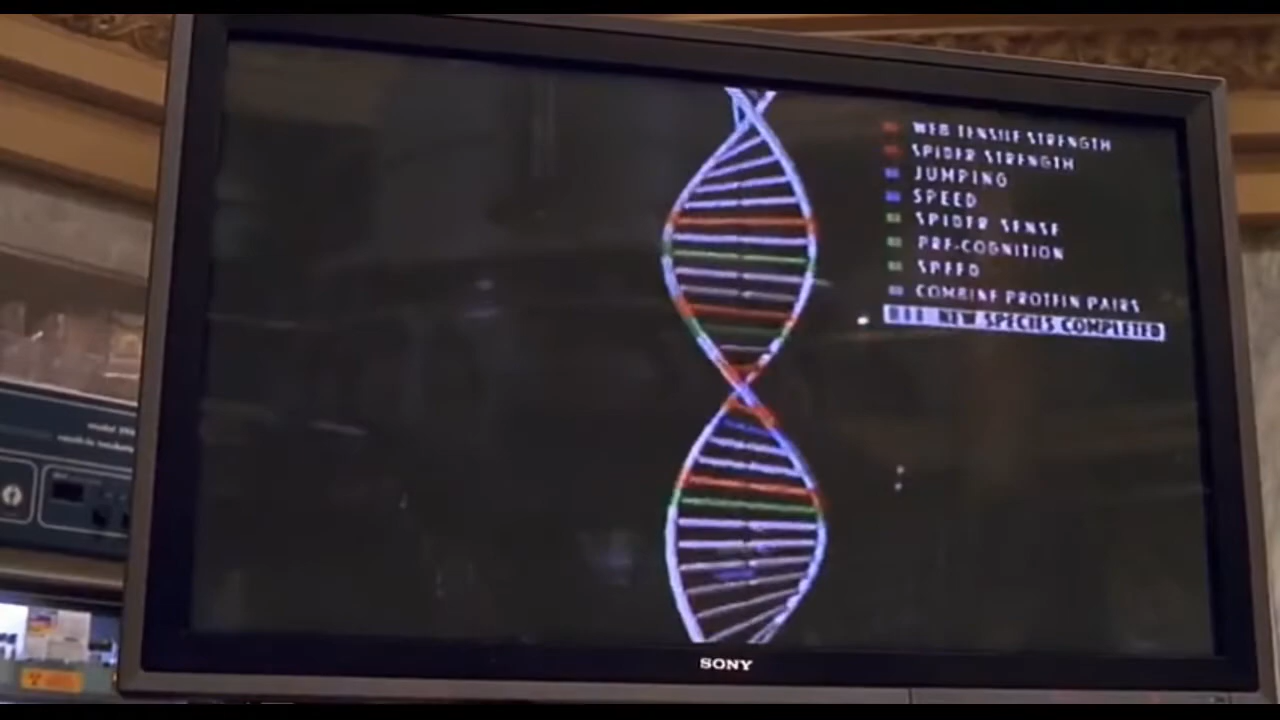 WEB TENSILE STRENGTH
SPIDER STRENGTH
JUMPING
SPEED
SPIDER SENSE
PRE-COGNITION
SPEED
COMBINE PROTEIN PAIRS
NEW SPECIES COMPLETED
SONY